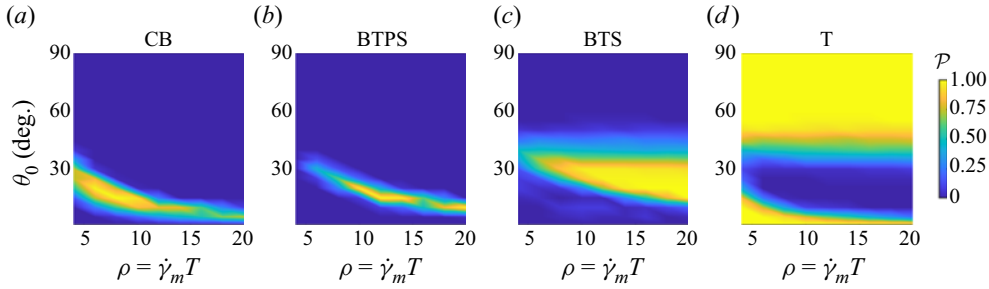 (a) (b) (c) (d)
CB BTPS BTS T
90 90 90 90
60 60 60 60
30 30 30 30
θ₀ (deg.)
𝒫
1.00
0.75
0.50
0.25
0
5 10 15 20 5 10 15 20 5 10 15 20 5 10 15 20
ρ = γ̇ₘT ρ = γ̇ₘT ρ = γ̇ₘT ρ = γ̇ₘT